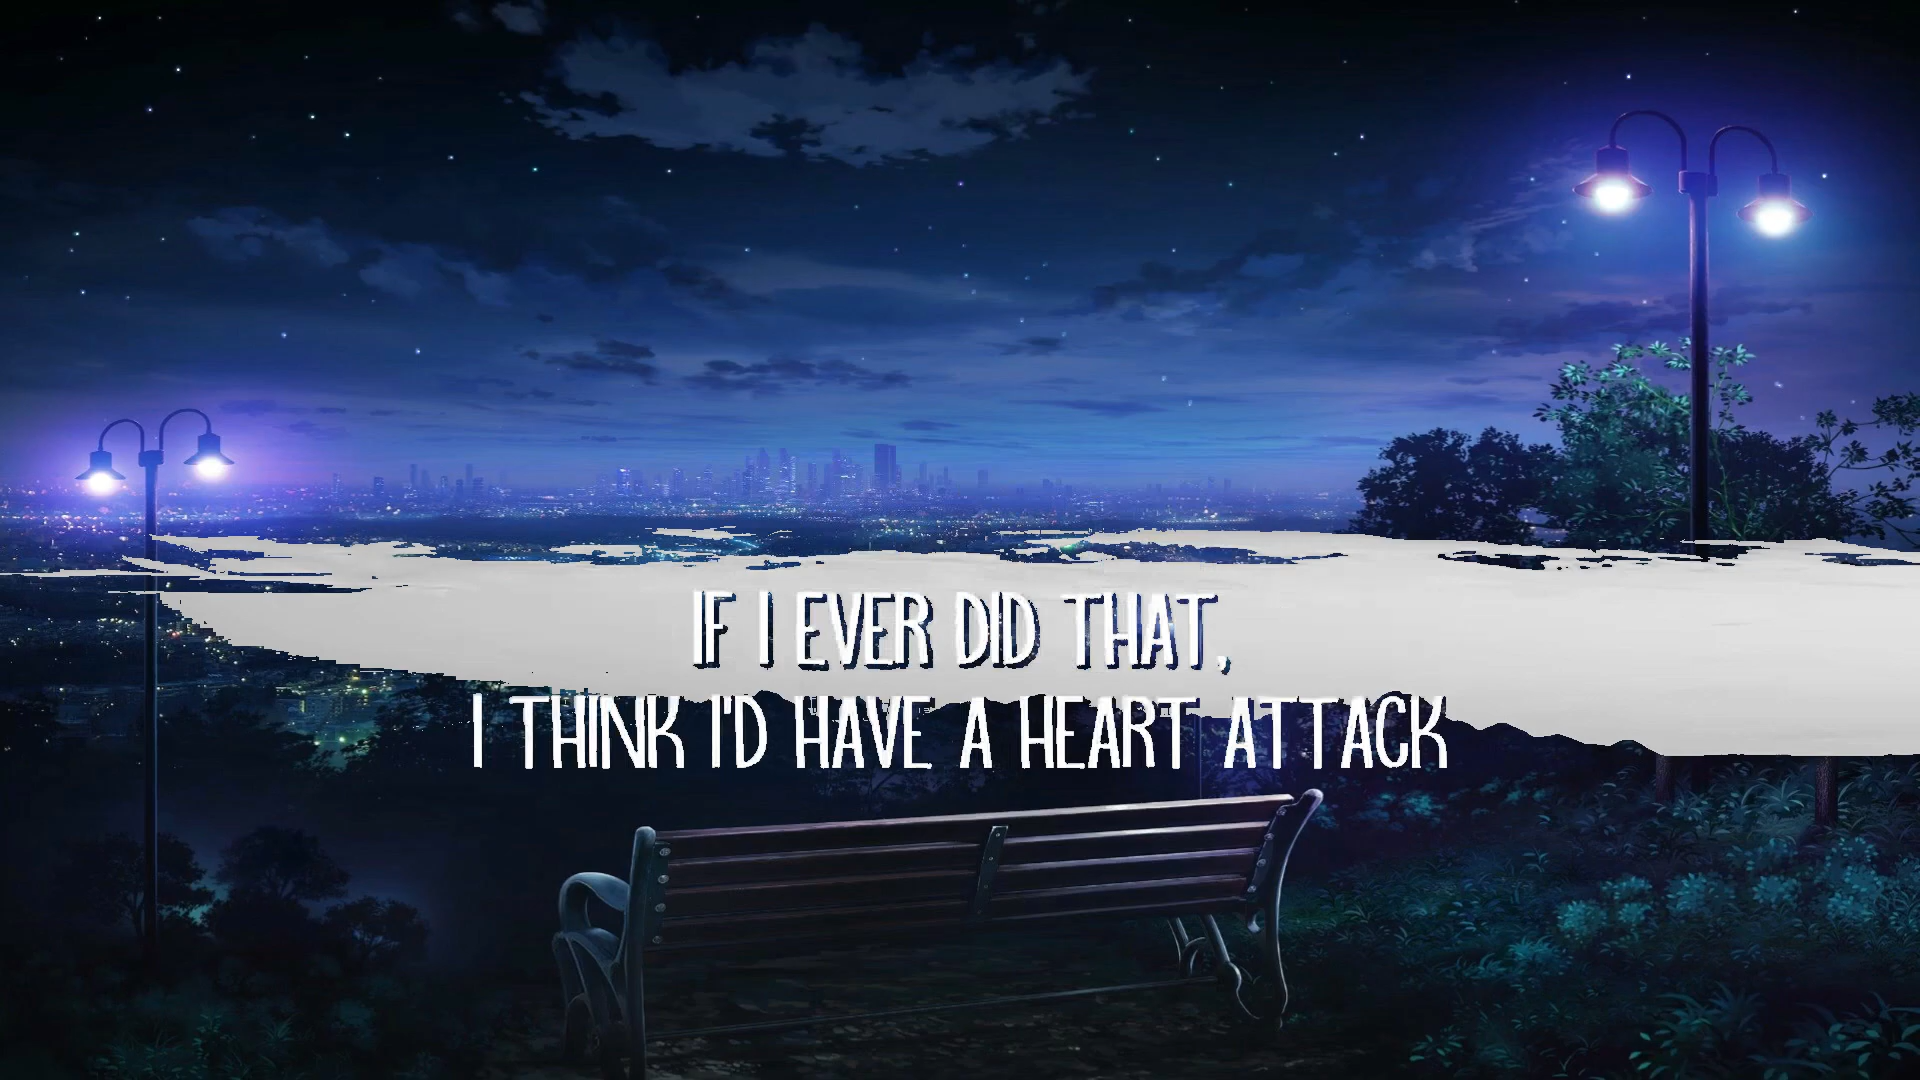 IF I EVER DID THAT,
I THINK I'D HAVE A HEART ATTACK